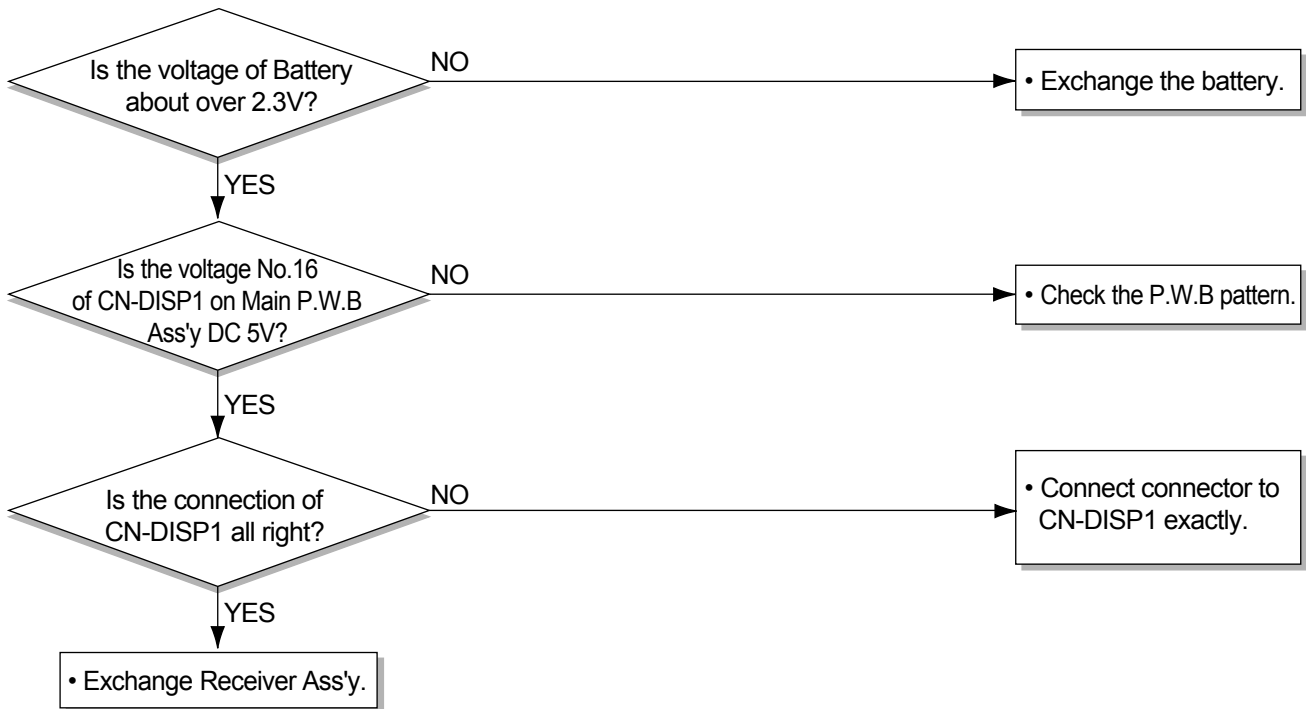 Is the voltage of Battery
about over 2.3V?
NO
• Exchange the battery.
YES
Is the voltage No.16
of CN-DISP1 on Main P.W.B
Ass'y DC 5V?
NO
• Check the P.W.B pattern.
YES
Is the connection of
CN-DISP1 all right?
NO
• Connect connector to
CN-DISP1 exactly.
YES
• Exchange Receiver Ass'y.